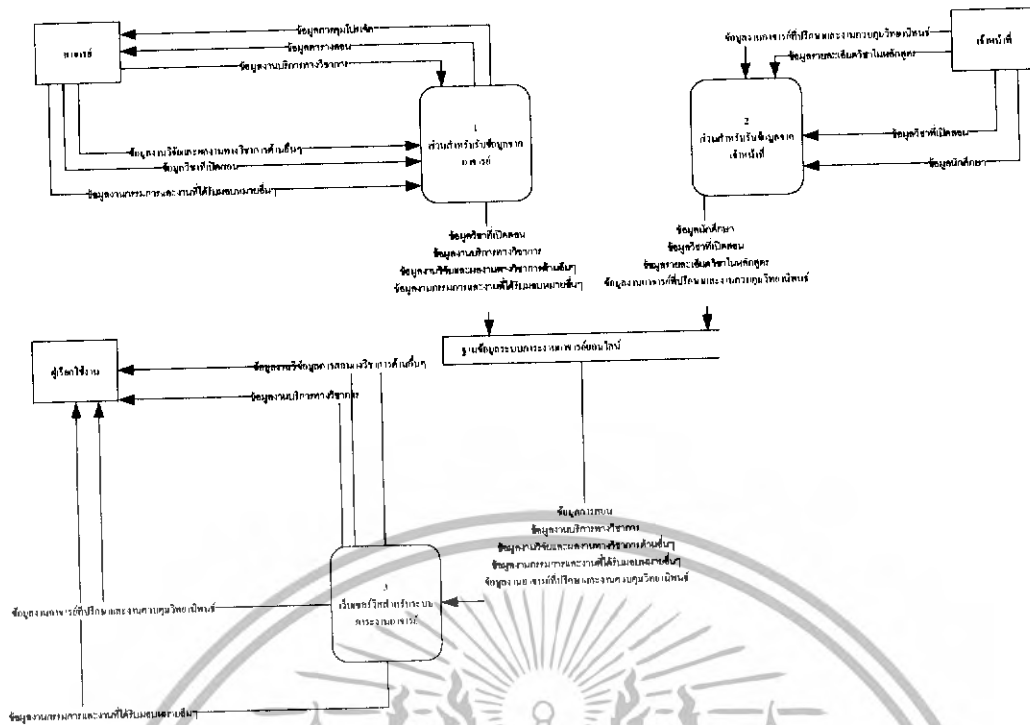 ข้อมูลการคุมโปรเจ็ค
อาจารย์
ข้อมูลตารางสอน
ข้อมูลงานบริการทางวิชาการ
ข้อมูลงานอาจารย์ที่ปรึกษาและงานควบคุมวิทยานิพนธ์
เจ้าหน้าที่
ข้อมูลรายละเอียดวิชาในหลักสูตร
1
ส่วนสำหรับรับข้อมูลจาก
อาจารย์
2
ส่วนสำหรับรับข้อมูลจาก
เจ้าหน้าที่
ข้อมูลวิชาที่เปิดสอน
ข้อมูลนักศึกษา
ข้อมูลงานวิจัยและผลงานทางวิชาการด้านอื่นๆ
ข้อมูลวิชาที่เปิดสอน
ข้อมูลงานกรรมการและงานที่ได้รับมอบหมายอื่นๆ
ข้อมูลวิชาที่เปิดสอน
ข้อมูลงานบริการทางวิชาการ
ข้อมูลงานวิจัยและผลงานทางวิชาการด้านอื่นๆ
ข้อมูลงานกรรมการและงานที่ได้รับมอบหมายอื่นๆ
ข้อมูลนักศึกษา
ข้อมูลวิชาที่เปิดสอน
ข้อมูลรายละเอียดวิชาในหลักสูตร
ข้อมูลงานอาจารย์ที่ปรึกษาและงานควบคุมวิทยานิพนธ์
ฐานข้อมูลระบบภาระงานอาจารย์ออนไลน์
ผู้เรียกใช้งาน
ข้อมูลงานบริการทางวิชาการ
ข้อมูลการสอน
ข้อมูลงานบริการทางวิชาการ
ข้อมูลงานวิจัยและผลงานทางวิชาการด้านอื่นๆ
ข้อมูลงานกรรมการและงานที่ได้รับมอบหมายอื่นๆ
ข้อมูลงานอาจารย์ที่ปรึกษาและงานควบคุมวิทยานิพนธ์
3
เว็บเซอร์วิสสำหรับระบบ
ภาระงานอาจารย์
ข้อมูลงานอาจารย์ที่ปรึกษาและงานควบคุมวิทยานิพนธ์
ข้อมูลงานกรรมการและงานที่ได้รับมอบหมายอื่นๆ